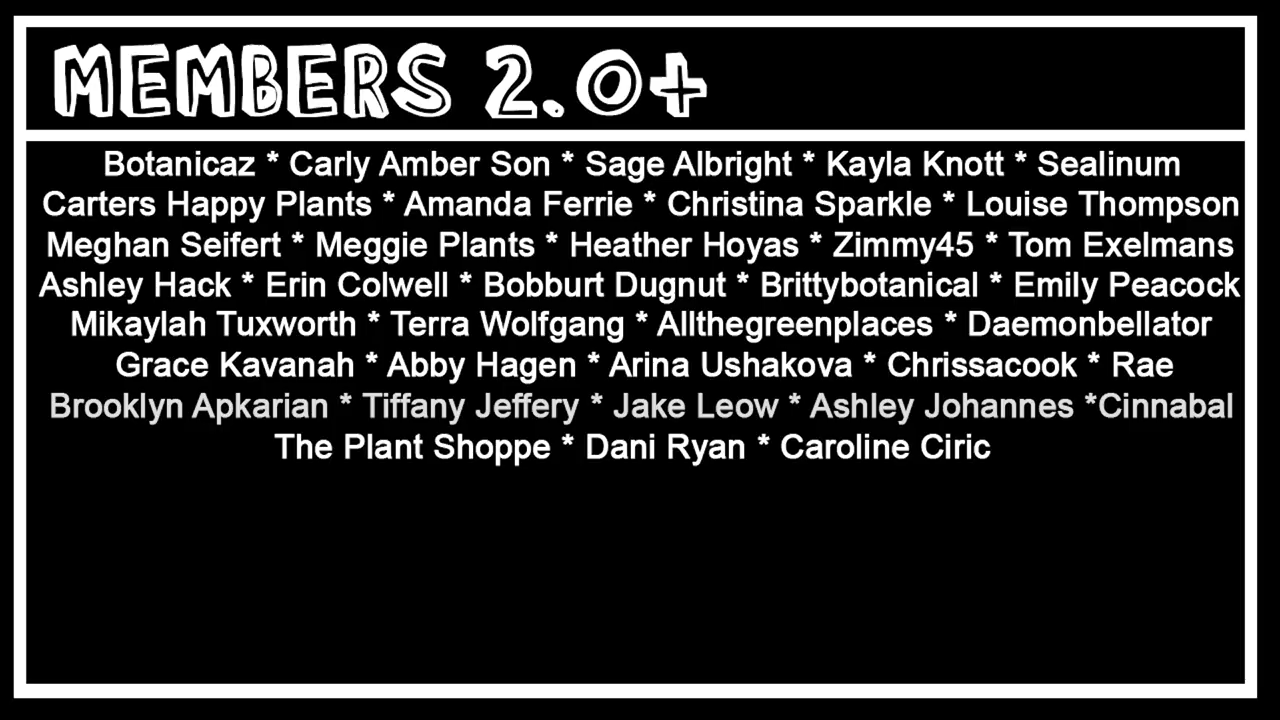 MEMBERS 2.0+
Botanicaz * Carly Amber Son * Sage Albright * Kayla Knott * Sealinum
Carters Happy Plants * Amanda Ferrie * Christina Sparkle * Louise Thompson
Meghan Seifert * Meggie Plants * Heather Hoyas * Zimmy45 * Tom Exelmans
Ashley Hack * Erin Colwell * Bobburt Dugnut * Brittybotanical * Emily Peacock
Mikaylah Tuxworth * Terra Wolfgang * Allthegreenplaces * Daemonbellator
Grace Kavanah * Abby Hagen * Arina Ushakova * Chrissacook * Rae
Brooklyn Apkarian * Tiffany Jeffery * Jake Leow * Ashley Johannes *Cinnabal
The Plant Shoppe * Dani Ryan * Caroline Ciric